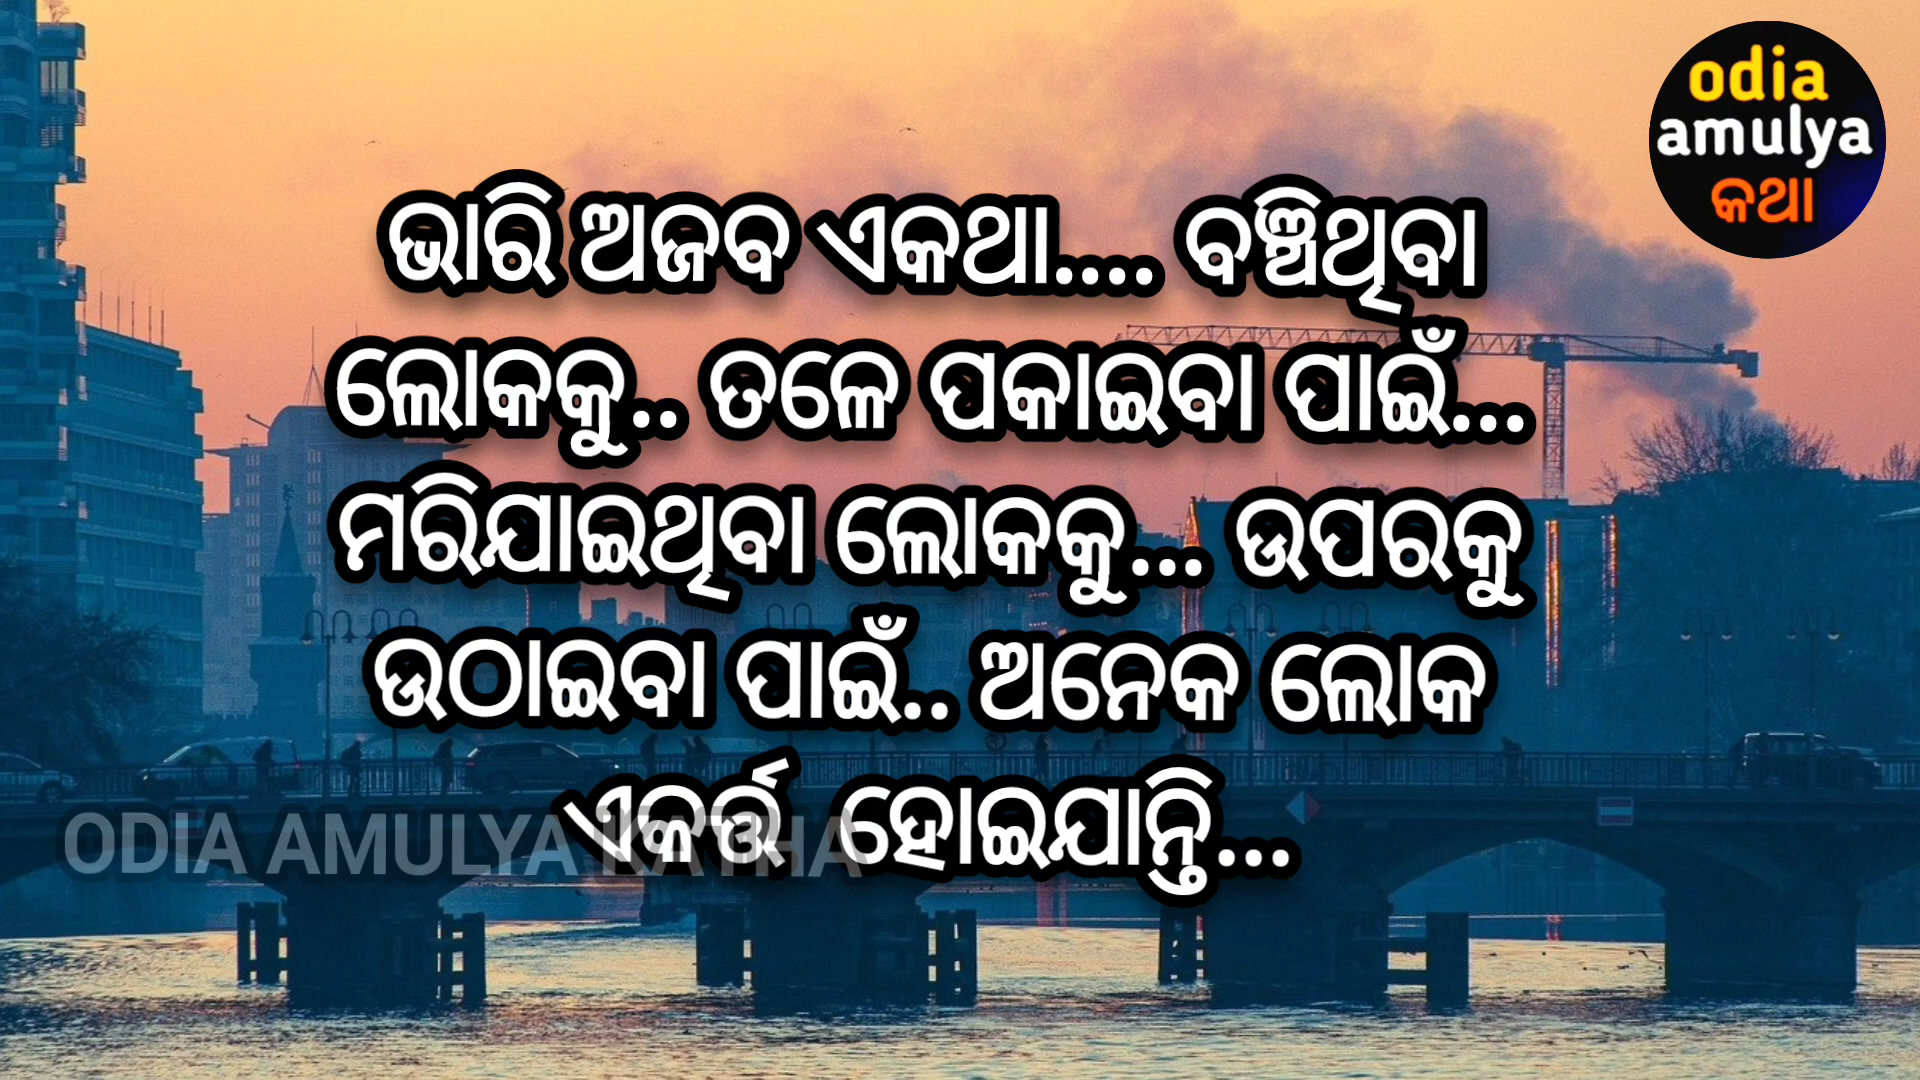 odia
amulya
କଥା
ଭାରି ଅଜବ ଏକଥା.... ବଞ୍ଚିଥିବା
ଲୋକକୁ.. ତଳେ ପକାଇବା ପାଇଁ...
ମରିଯାଇଥିବା ଲୋକକୁ... ଉପରକୁ
ଉଠାଇବା ପାଇଁ.. ଅନେକ ଲୋକ
ଏକର୍ତ୍ତ ହୋଇଯାନ୍ତି...
ODIA AMULYA KATHA